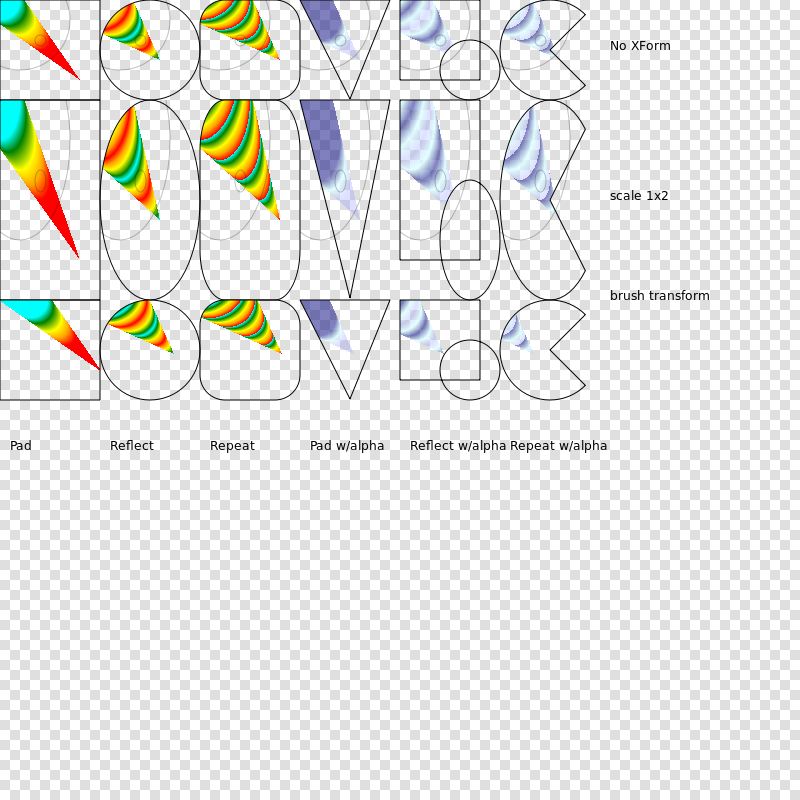 No XForm
scale 1x2
brush transform
Pad Reflect Repeat Pad w/alpha Reflect w/alpha Repeat w/alpha